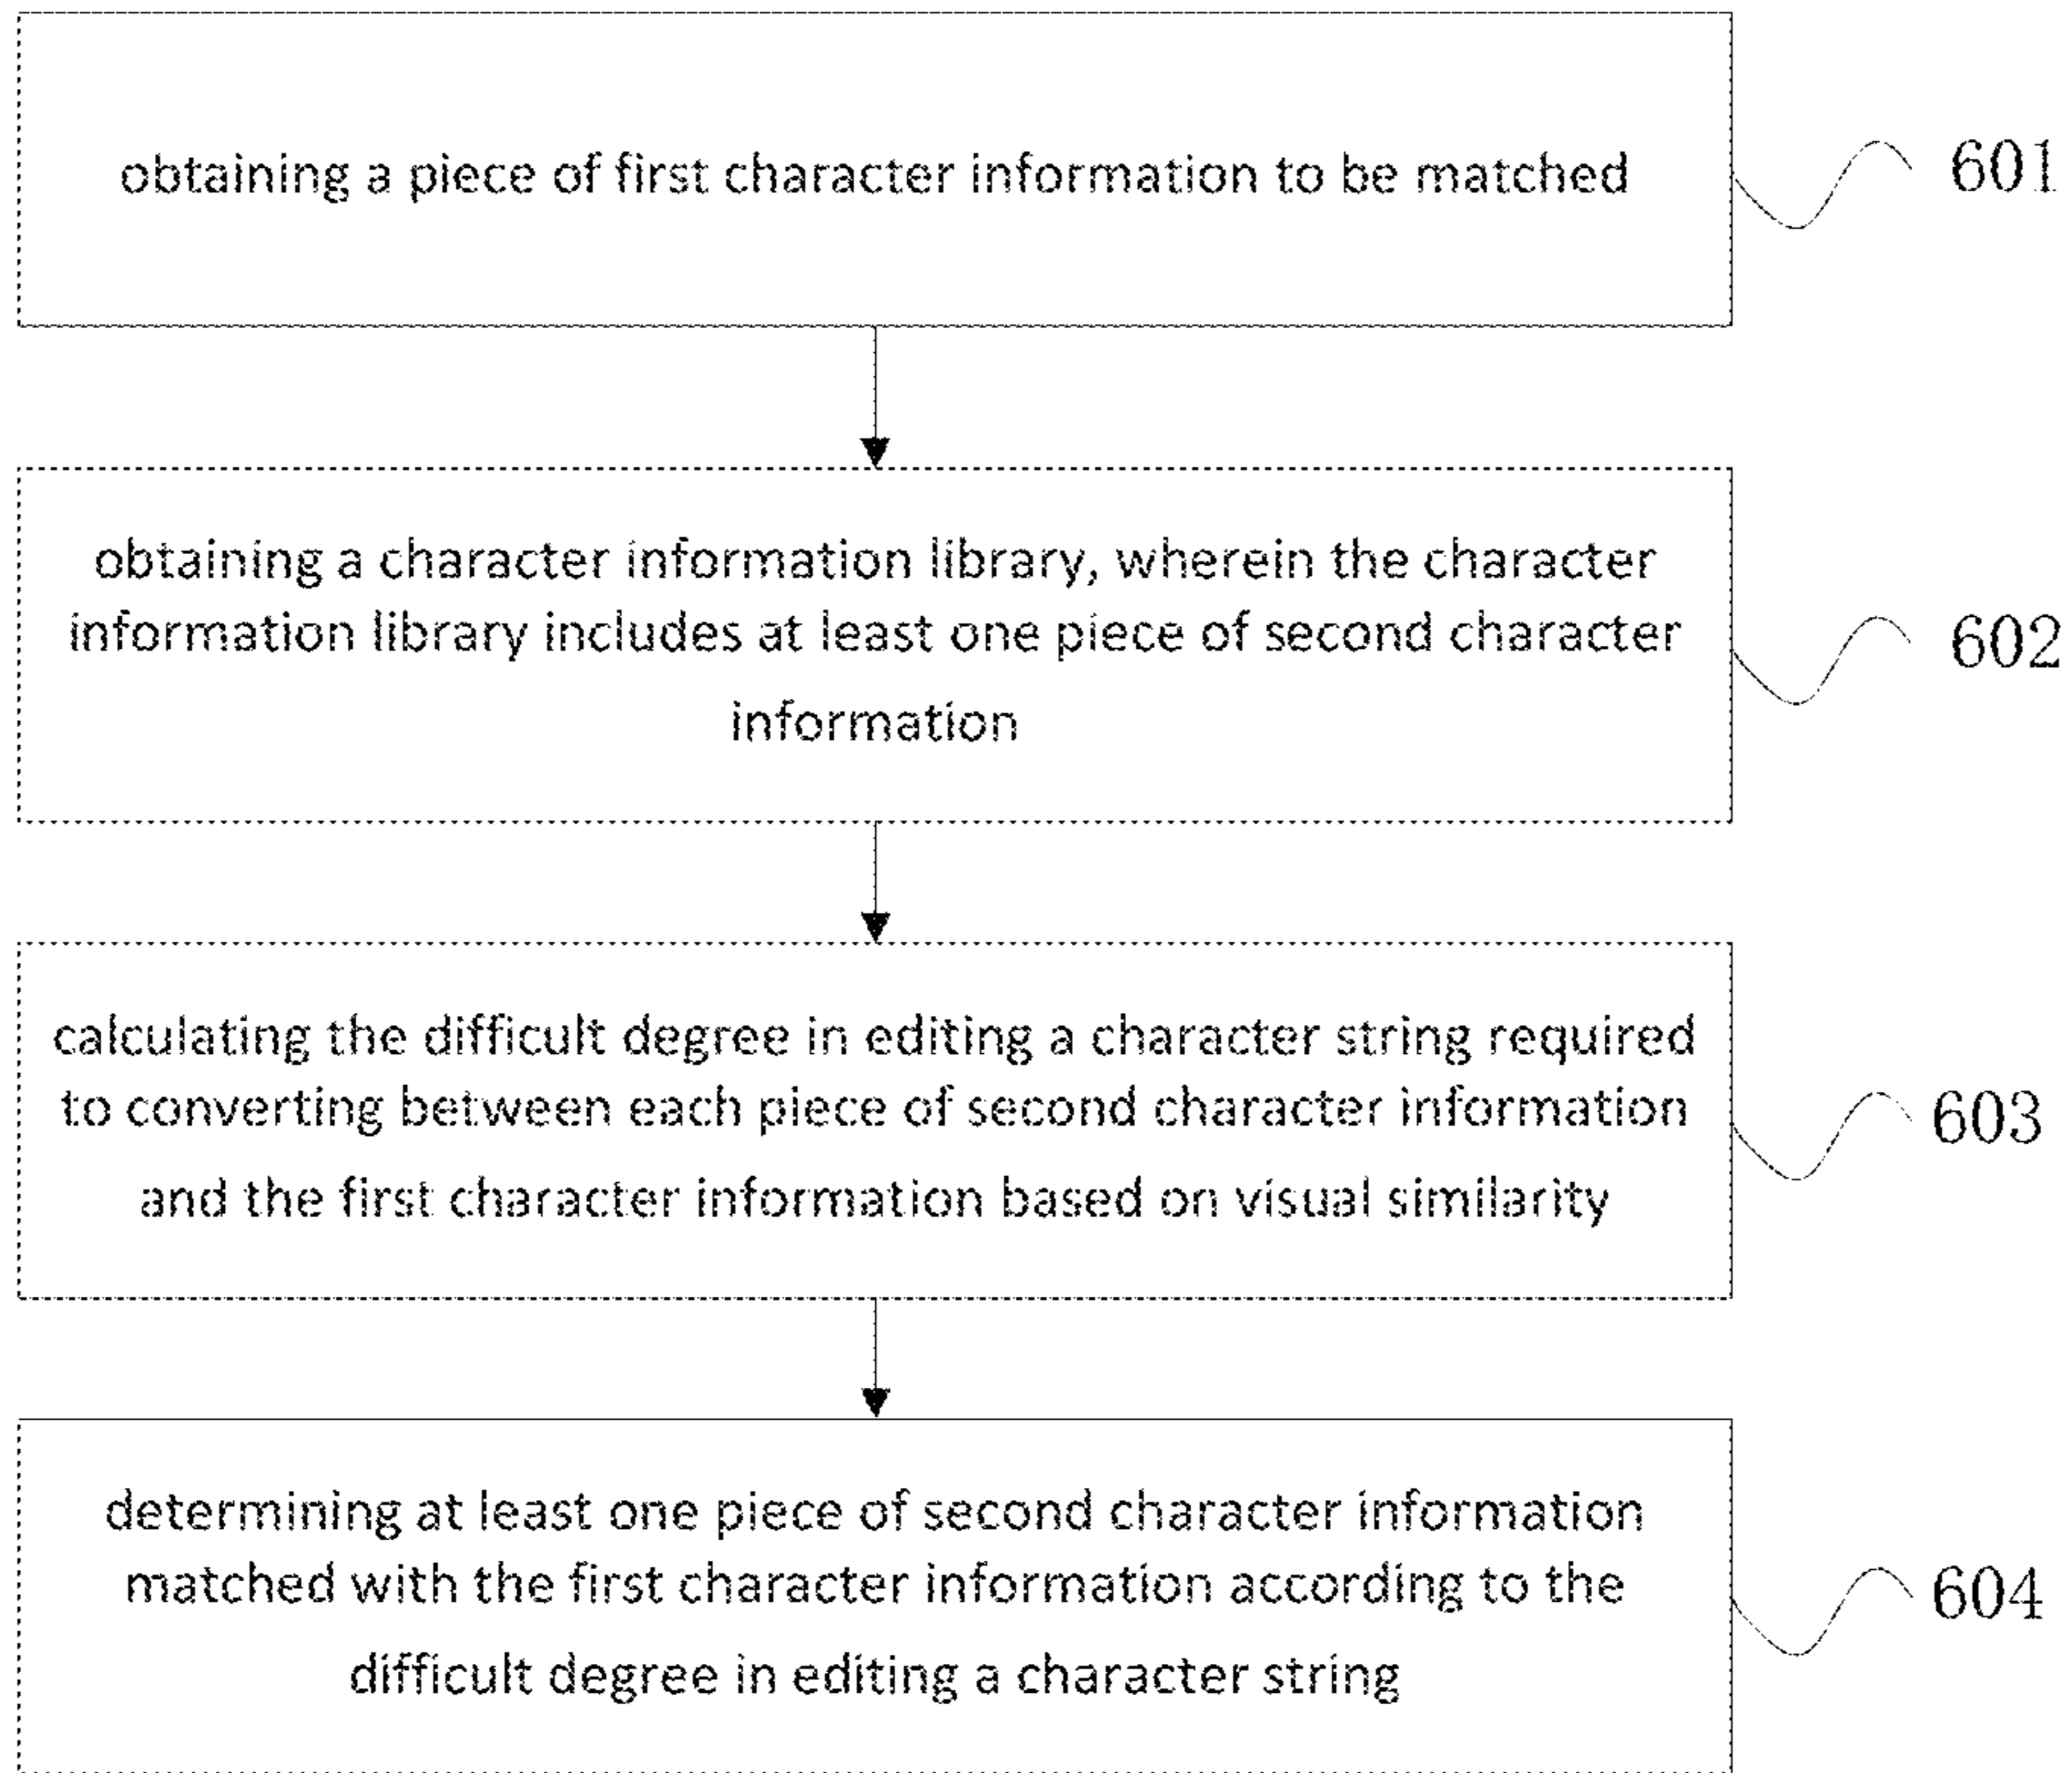 obtaining a piece of first character information to be matched
601
obtaining a character information library, wherein the character
information library includes at least one piece of second character
information
602
calculating the difficult degree in editing a character string required
to converting between each piece of second character information
and the first character information based on visual similarity
603
determining at least one piece of second character information
matched with the first character information according to the
difficult degree in editing a character string
604